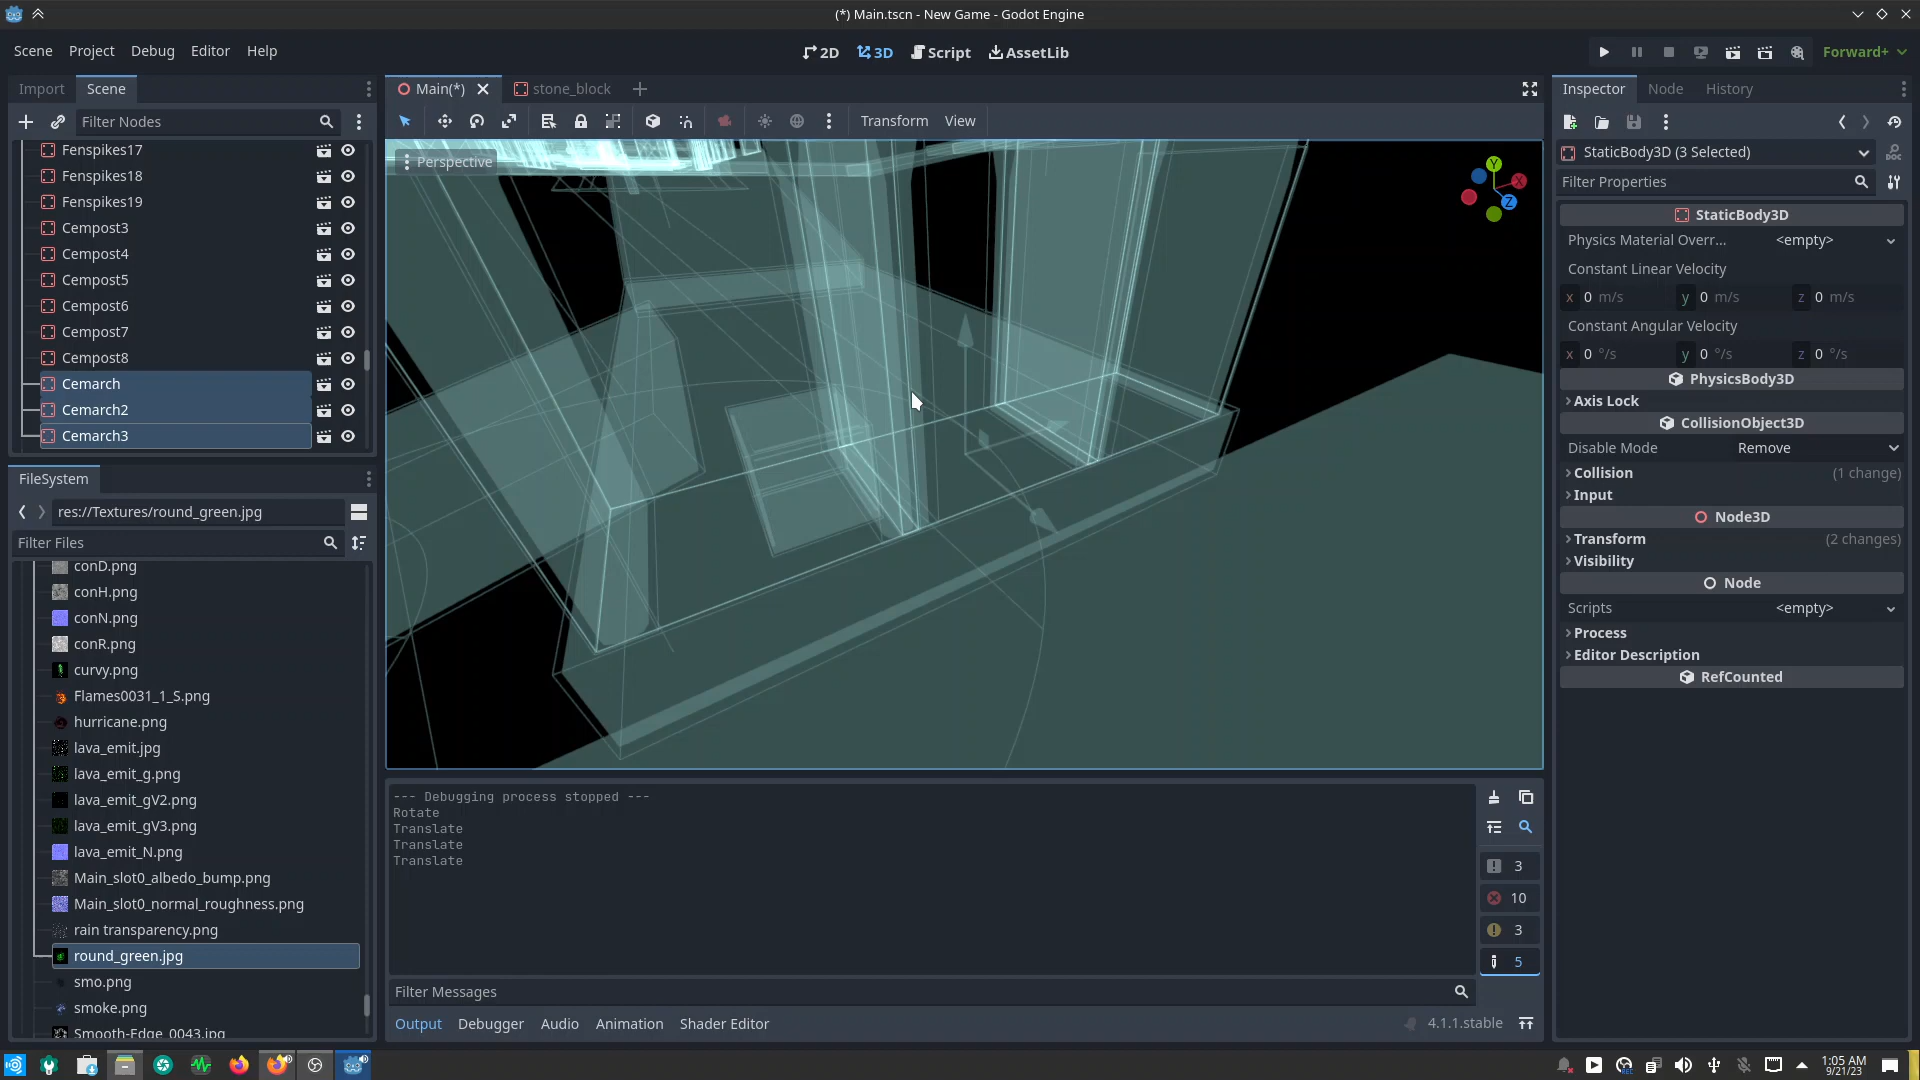 (*) Main.tscn - New Game - Godot Engine
Scene Project Debug Editor Help
2D 3D Script AssetLib
Forward+
Import Scene
Filter Nodes
Fenspikes17
Fenspikes18
Fenspikes19
Cempost3
Cempost4
Cempost5
Cempost6
Cempost7
Cempost8
Cemarch
Cemarch2
Cemarch3
FileSystem
res://Textures/round_green.jpg
Filter Files
conD.png
conH.png
conN.png
conR.png
curvy.png
Flames0031_1_S.png
hurricane.png
lava_emit.jpg
lava_emit_g.png
lava_emit_gV2.png
lava_emit_gV3.png
lava_emit_N.png
Main_slot0_albedo_bump.png
Main_slot0_normal_roughness.png
rain transparency.png
round_green.jpg
smo.png
smoke.png
Smooth-Edge_0043.jpg
Main(*) stone_block
Transform View
Perspective
Y
X
Z
--- Debugging process stopped ---
Rotate
Translate
Translate
Translate
3
10
3
5
Filter Messages
Output Debugger Audio Animation Shader Editor
4.1.1.stable
Inspector Node History
StaticBody3D (3 Selected)
DOC
Filter Properties
StaticBody3D
Physics Material Overr... <empty>
Constant Linear Velocity
x 0 m/s y 0 m/s z 0 m/s
Constant Angular Velocity
x 0 °/s y 0 °/s z 0 °/s
PhysicsBody3D
Axis Lock
CollisionObject3D
Disable Mode Remove
Collision (1 change)
Input
Node3D
Transform (2 changes)
Visibility
Node
Scripts <empty>
Process
Editor Description
RefCounted
1:05 AM
9/21/23